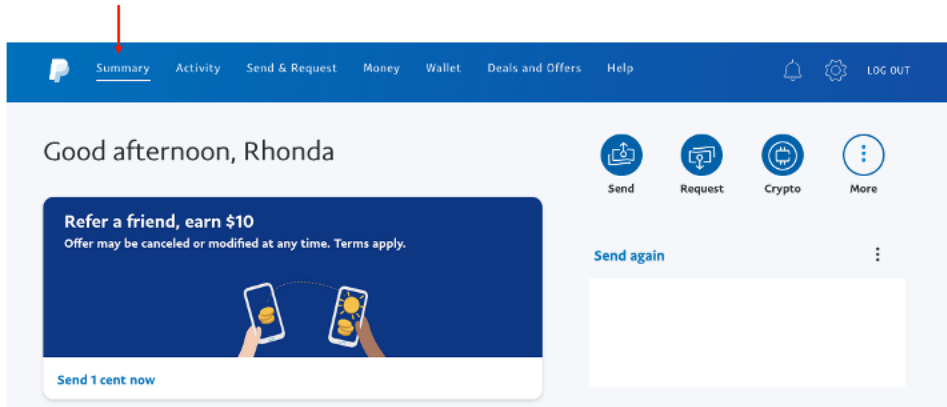 Summary Activity Send & Request Money Wallet Deals and Offers Help LOG OUT
Good afternoon, Rhonda
Send Request Crypto More
Refer a friend, earn $10
Offer may be canceled or modified at any time. Terms apply.
Send again
Send 1 cent now